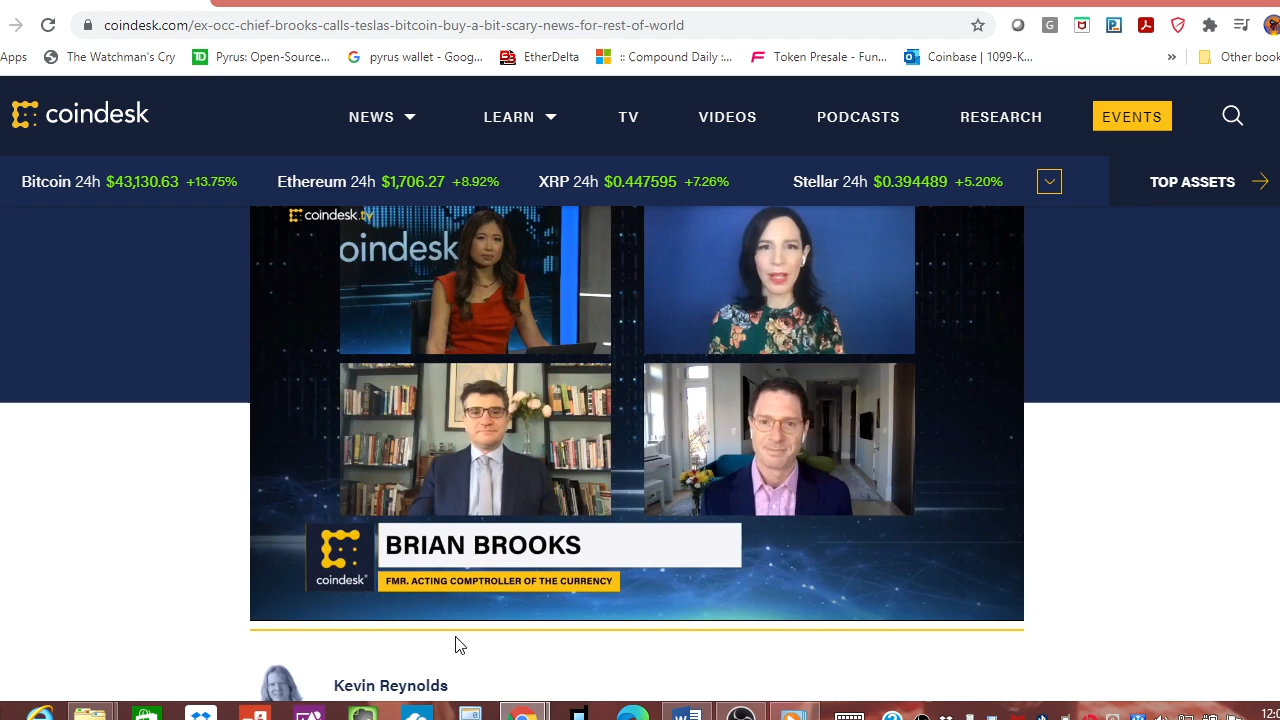 coindesk.com/ex-occ-chief-brooks-calls-teslas-bitcoin-buy-a-bit-scary-news-for-rest-of-world
Apps The Watchman's Cry Pyrus: Open-Source... pyrus wallet - Goog... EtherDelta :: Compound Daily :... Token Presale - Fun... Coinbase | 1099-K... » Other book
coindesk NEWS LEARN TV VIDEOS PODCASTS RESEARCH EVENTS
Bitcoin 24h $43,130.63 +13.75% Ethereum 24h $1,706.27 +8.92% XRP 24h $0.447595 +7.26% Stellar 24h $0.394489 +5.20% TOP ASSETS
coindesk.tv
oindesk
BRIAN BROOKS
coindesk
FMR. ACTING COMPTROLLER OF THE CURRENCY
Kevin Reynolds